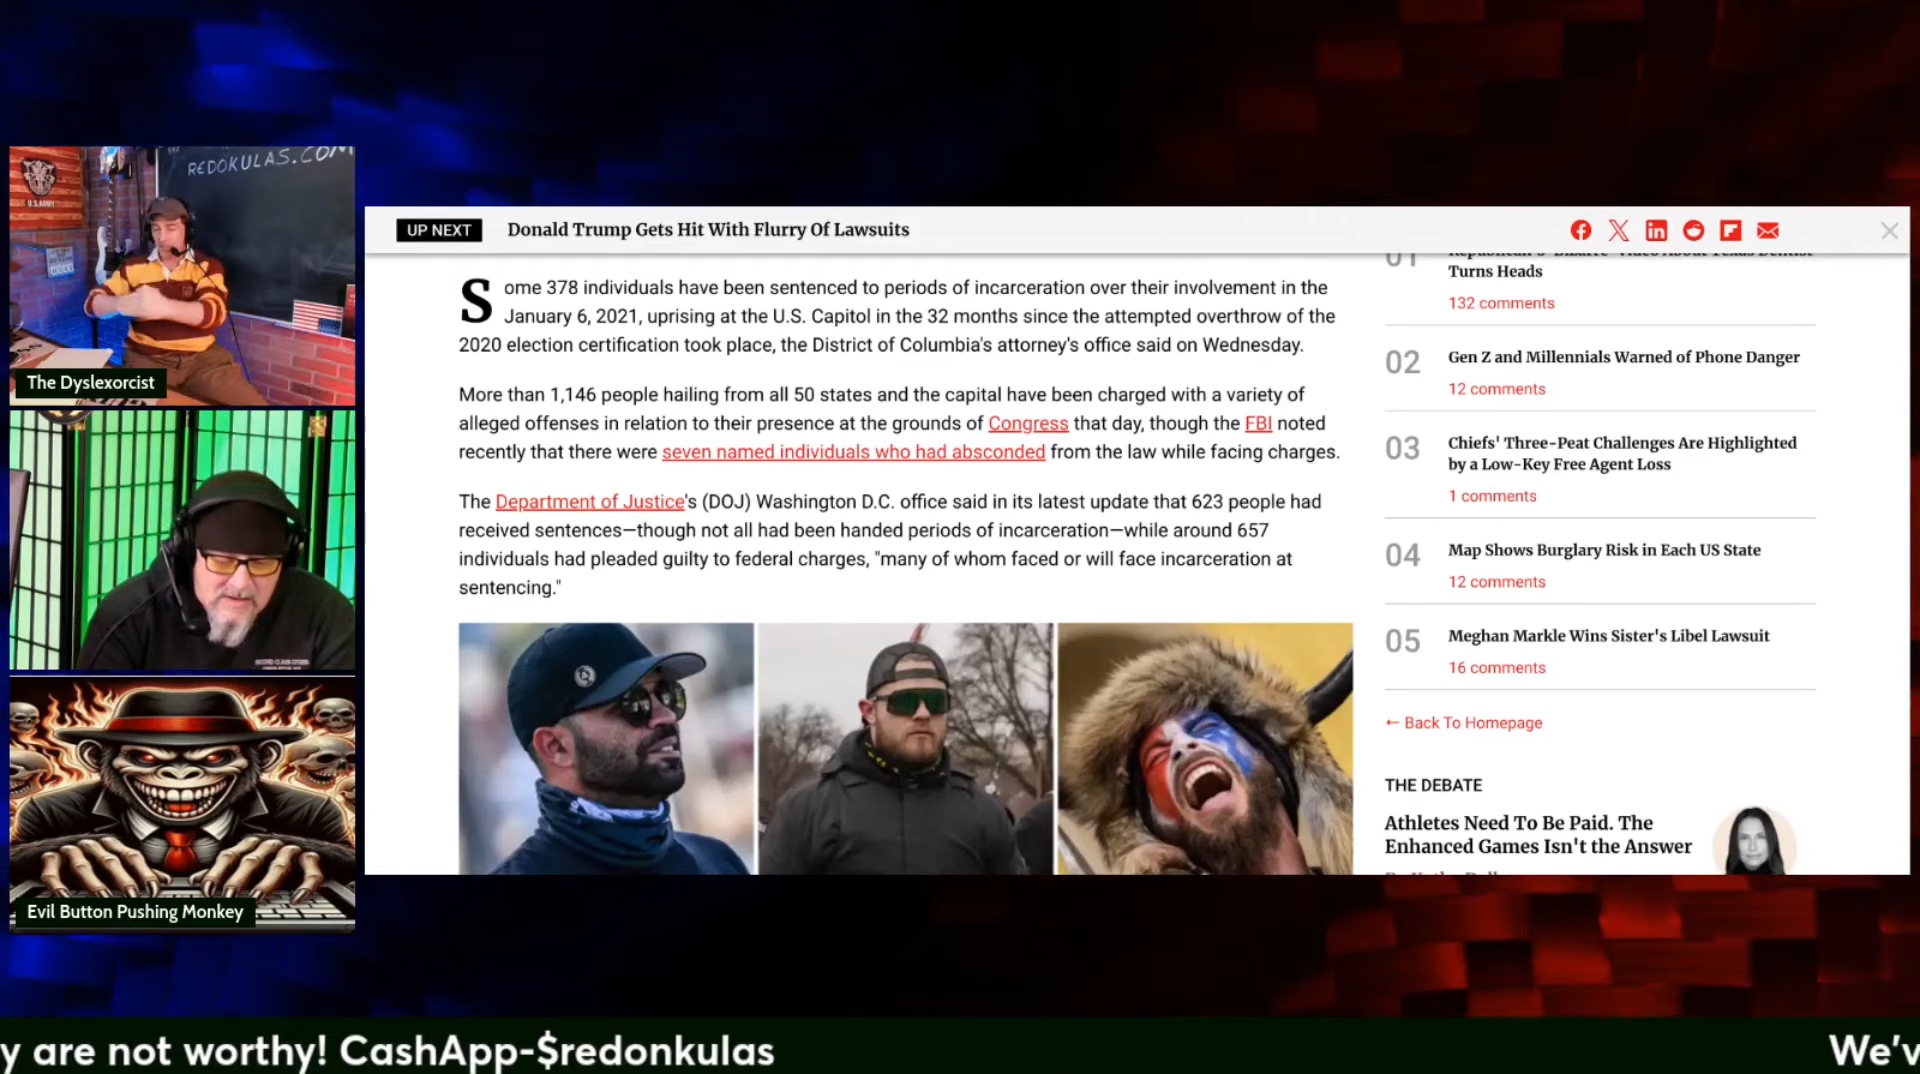 REDOKULAS.COM
U.S. ARMY
The Dyslexorcist
Evil Button Pushing Monkey
UP NEXT
Donald Trump Gets Hit With Flurry Of Lawsuits
Some 378 individuals have been sentenced to periods of incarceration over their involvement in the
January 6, 2021, uprising at the U.S. Capitol in the 32 months since the attempted overthrow of the
2020 election certification took place, the District of Columbia's attorney's office said on Wednesday.
More than 1,146 people hailing from all 50 states and the capital have been charged with a variety of
alleged offenses in relation to their presence at the grounds of Congress that day, though the FBI noted
recently that there were seven named individuals who had absconded from the law while facing charges.
The Department of Justice's (DOJ) Washington D.C. office said in its latest update that 623 people had
received sentences—though not all had been handed periods of incarceration—while around 657
individuals had pleaded guilty to federal charges, "many of whom faced or will face incarceration at
sentencing."
01
Republican's 'Bizarre' Video About Texas Dentist
Turns Heads
132 comments
02
Gen Z and Millennials Warned of Phone Danger
12 comments
03
Chiefs' Three-Peat Challenges Are Highlighted
by a Low-Key Free Agent Loss
1 comments
04
Map Shows Burglary Risk in Each US State
12 comments
05
Meghan Markle Wins Sister's Libel Lawsuit
16 comments
← Back To Homepage
THE DEBATE
Athletes Need To Be Paid. The
Enhanced Games Isn't the Answer
y are not worthy! CashApp-$redonkulas
We'v